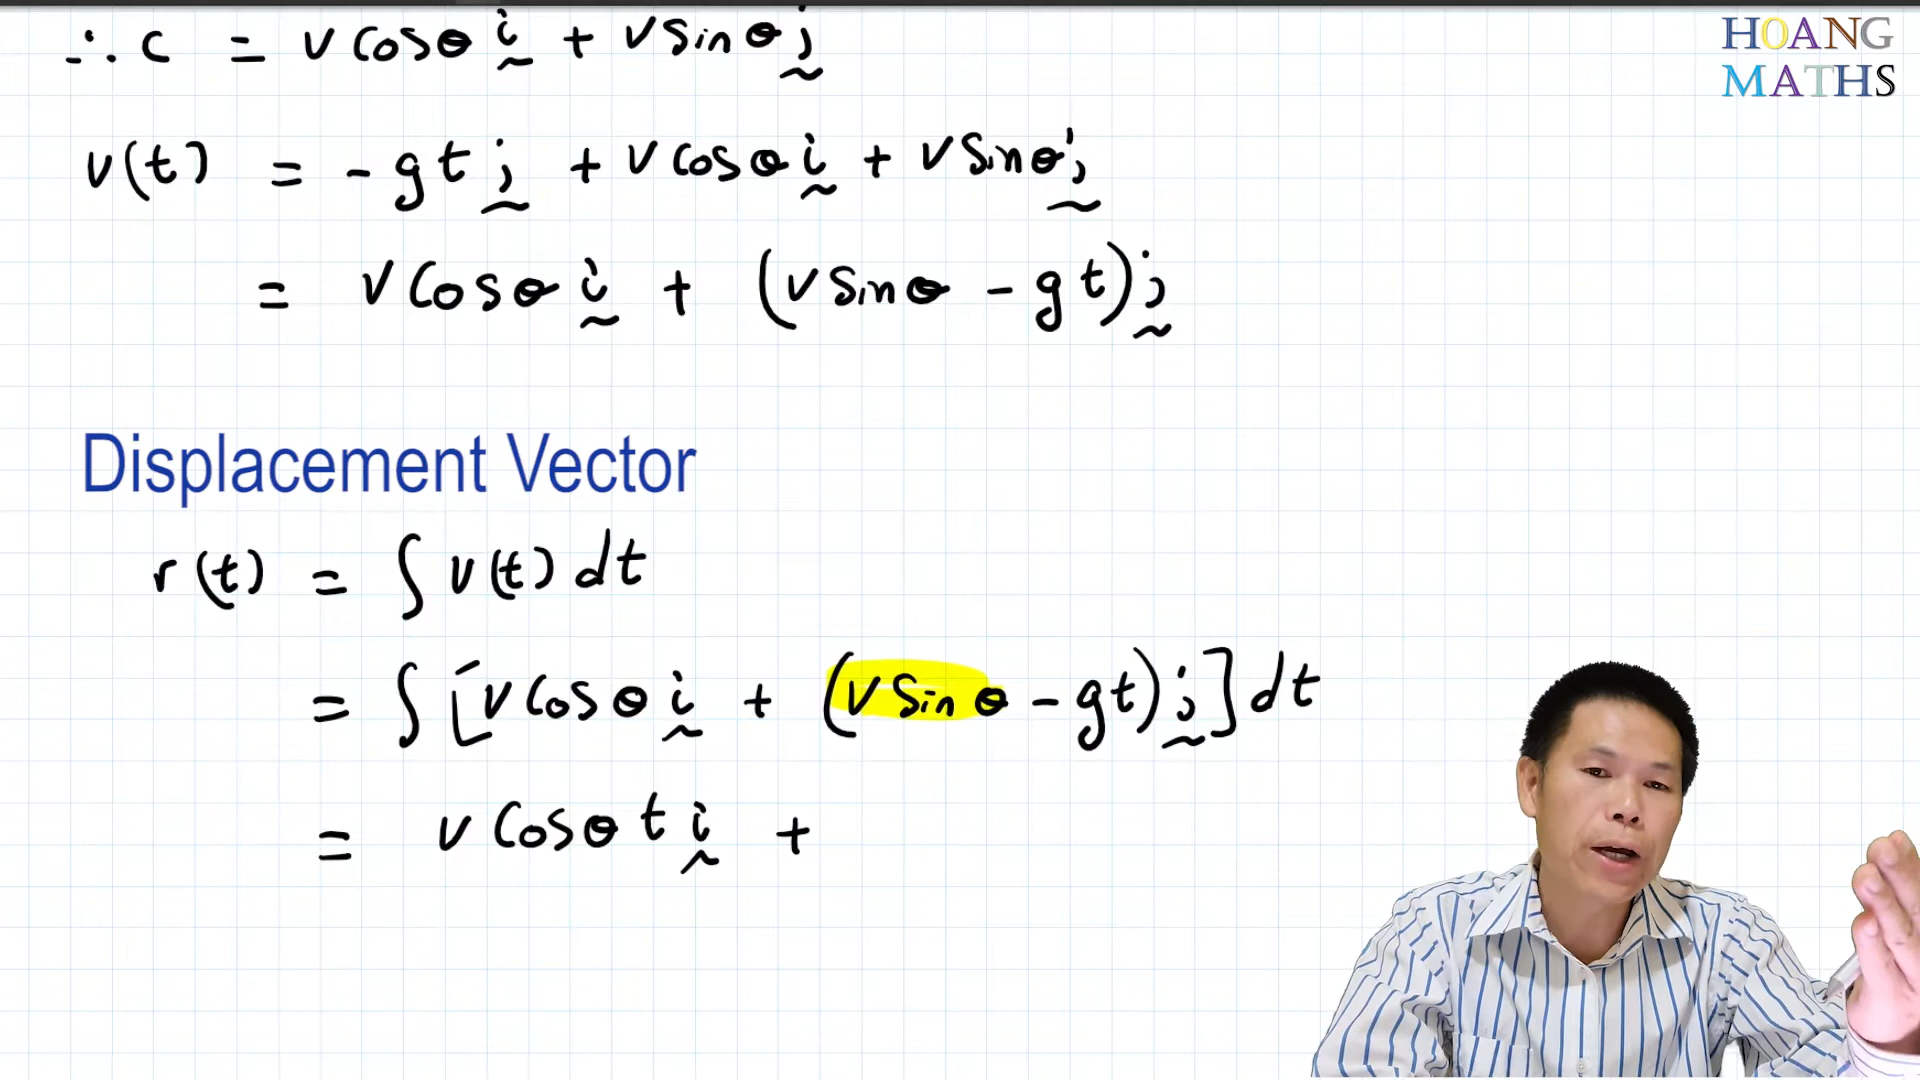 ∴ c = v cosθ i + v sinθ j
HOANG
MATHS
v(t) = -gt j + v cosθ i + v sinθ j
= v cosθ i + (v sinθ - gt) j
Displacement Vector
r(t) = ∫ v(t) dt
= ∫ [v cosθ i + (v sinθ - gt) j] dt
= v cosθ t i +